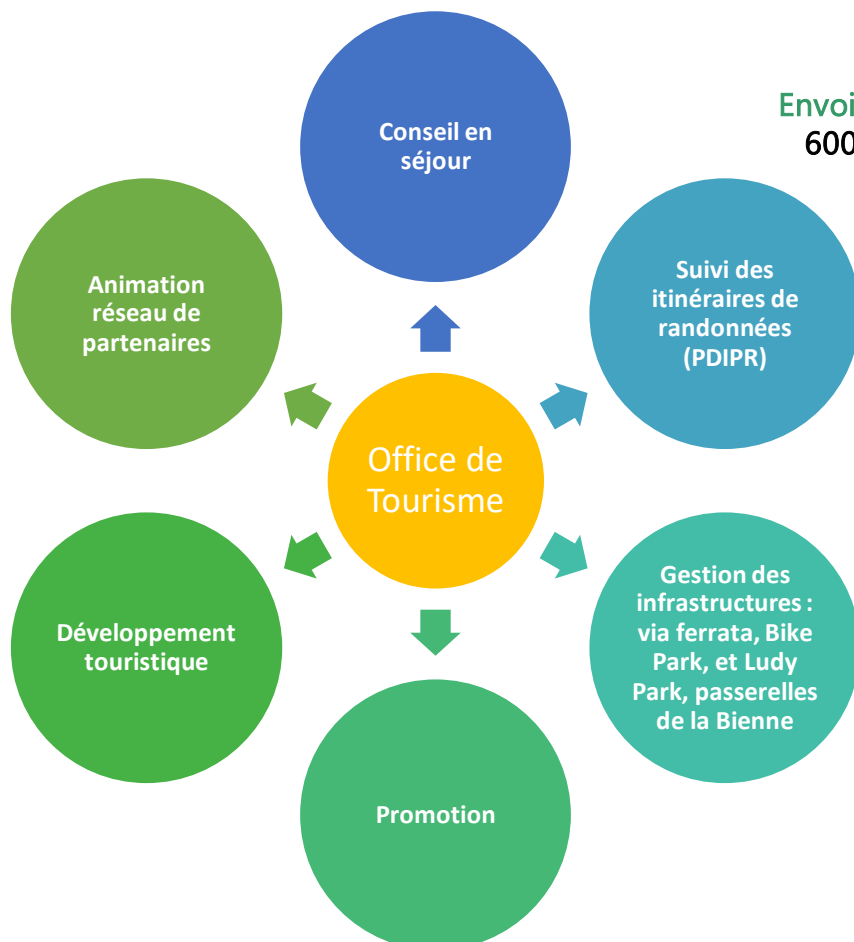 Conseil en
séjour
Envoi
600
Animation
réseau de
partenaires
Suivi des
itinéraires de
randonnées
(PDIPR)
Office de
Tourisme
Développement
touristique
Gestion des
infrastructures :
via ferrata, Bike
Park, et Ludy
Park, passerelles
de la Bienne
Promotion